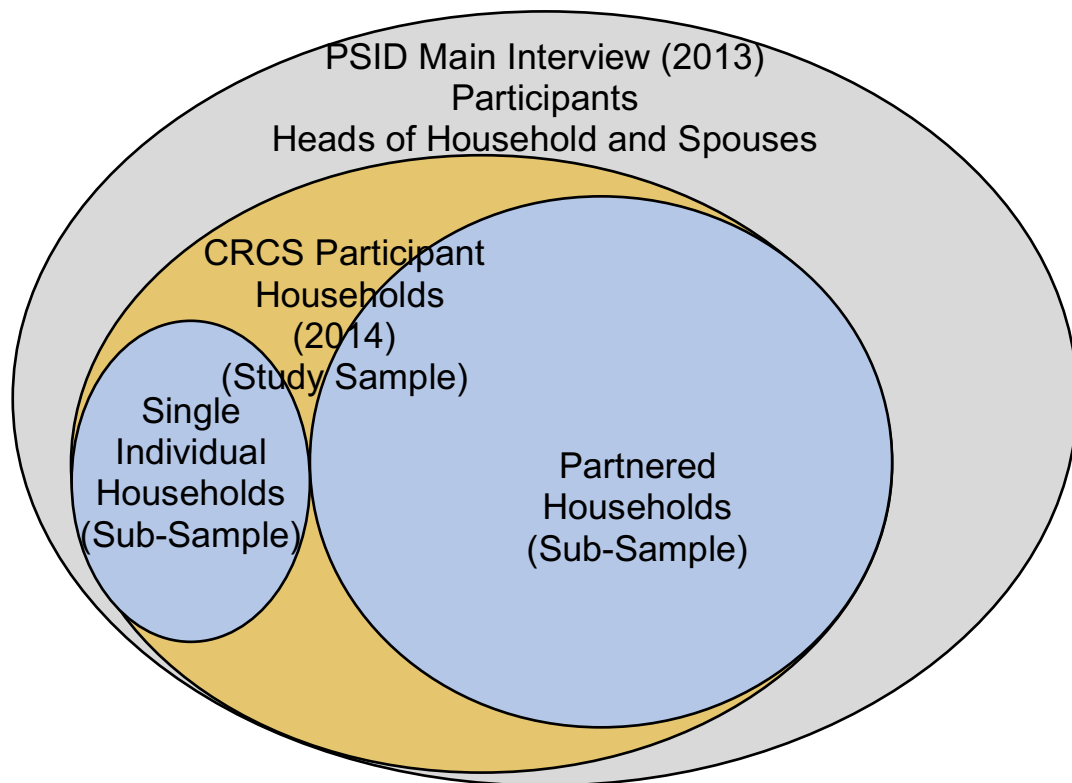 PSID Main Interview (2013)
Participants
Heads of Household and Spouses
CRCS Participant
Households
(2014)
(Study Sample)
Single
Individual
Households
(Sub-Sample)
Partnered
Households
(Sub-Sample)